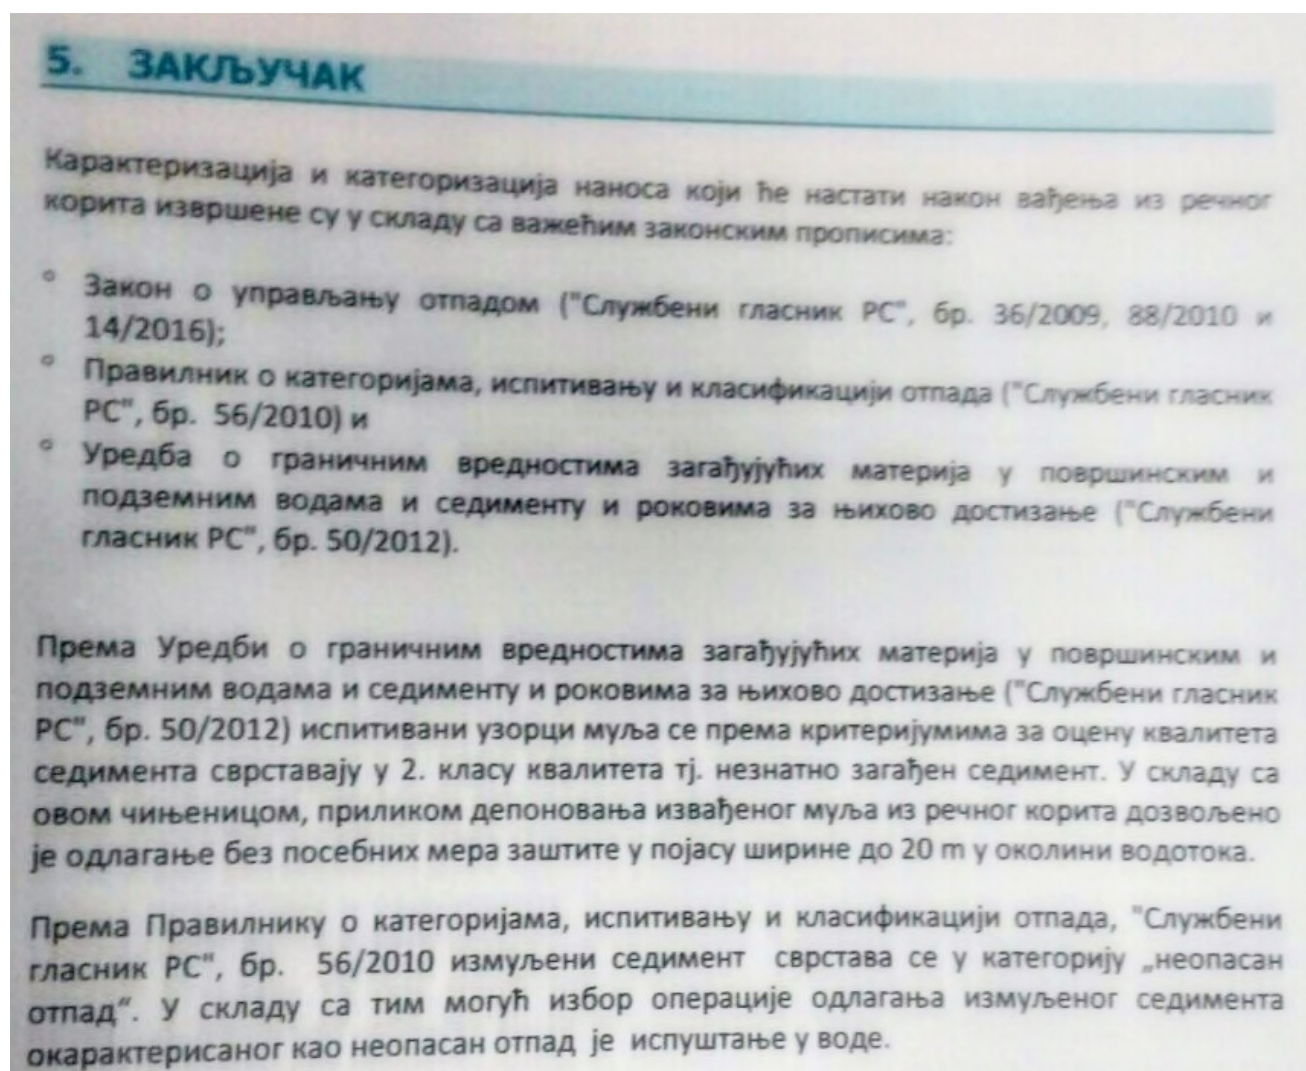 5. ЗАКЉУЧАК
Карактеризација и категоризација наноса који ће настати након вађења из речног
корита извршене су у складу са важећим законским прописима:
° Закон о управљању отпадом ("Службени гласник РС", бр. 36/2009, 88/2010 и
14/2016);
° Правилник о категоријама, испитивању и класификацији отпада ("Службени гласник
РС", бр. 56/2010) и
° Уредба о граничним вредностима загађујућих материја у површинским и
подземним водама и седименту и роковима за њихово достизање ("Службени
гласник РС", бр. 50/2012).
Према Уредби о граничним вредностима загађујућих материја у површинским и
подземним водама и седименту и роковима за њихово достизање ("Службени гласник
РС", бр. 50/2012) испитивани узорци муља се према критеријумима за оцену квалитета
седимента сврставају у 2. класу квалитета тј. незнатно загађен седимент. У складу са
овом чињеницом, приликом депоновања извађеног муља из речног корита дозвољено
је одлагање без посебних мера заштите у појасу ширине до 20 m у околини водотока.
Према Правилнику о категоријама, испитивању и класификацији отпада, "Службени
гласник РС", бр. 56/2010 измуљени седимент сврстава се у категорију „неопасан
отпад“. У складу са тим могућ избор операције одлагања измуљеног седимента
окарактерисаног као неопасан отпад је испуштање у воде.